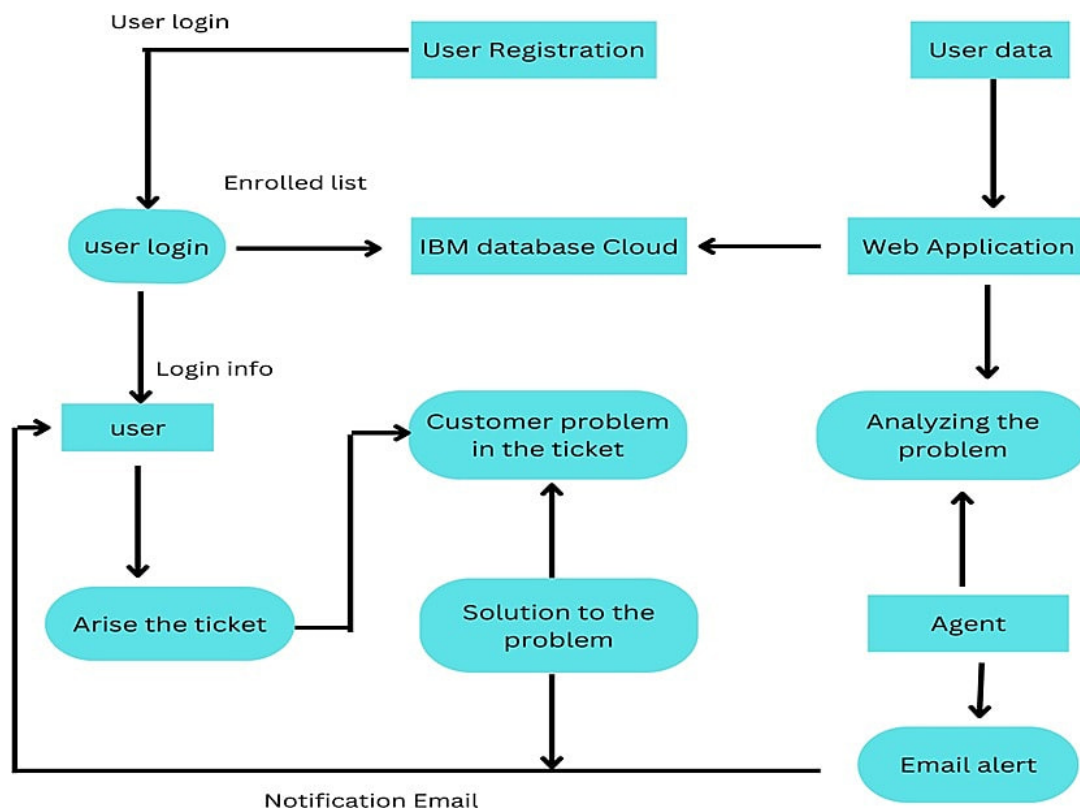 User login
User Registration
User data
Enrolled list
user login
IBM database Cloud
Web Application
Login info
user
Customer problem
in the ticket
Analyzing the
problem
Arise the ticket
Solution to the
problem
Agent
Email alert
Notification Email